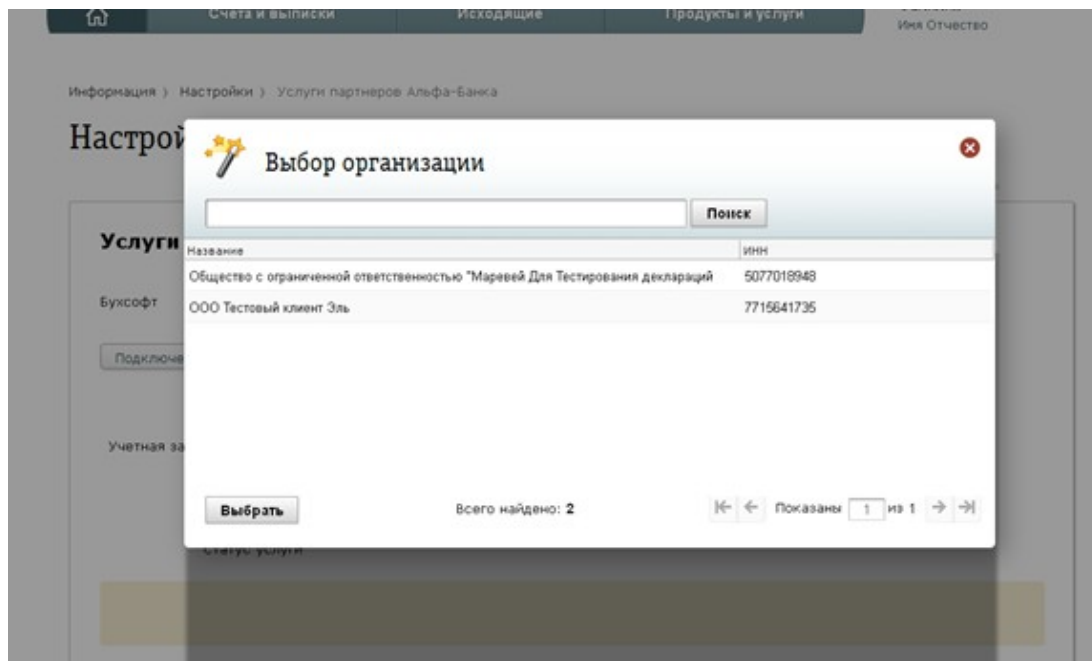 Счета и выписки Исходящие Продукты и услуги
Имя Отчество
Информация ) Настройки ) Услуги партнеров Альфа-Банка
Настрой
Выбор организации
Поиск
Услуги
Название ИНН
Общество с ограниченной ответственностью "Маревей Для Тестирования деклараций 5077018948
Бухсофт
ООО Тестовый клиент Эль 7715641735
Подключе
Учетная за
Выбрать Всего найдено: 2 Показаны 1 из 1
Статус услуги